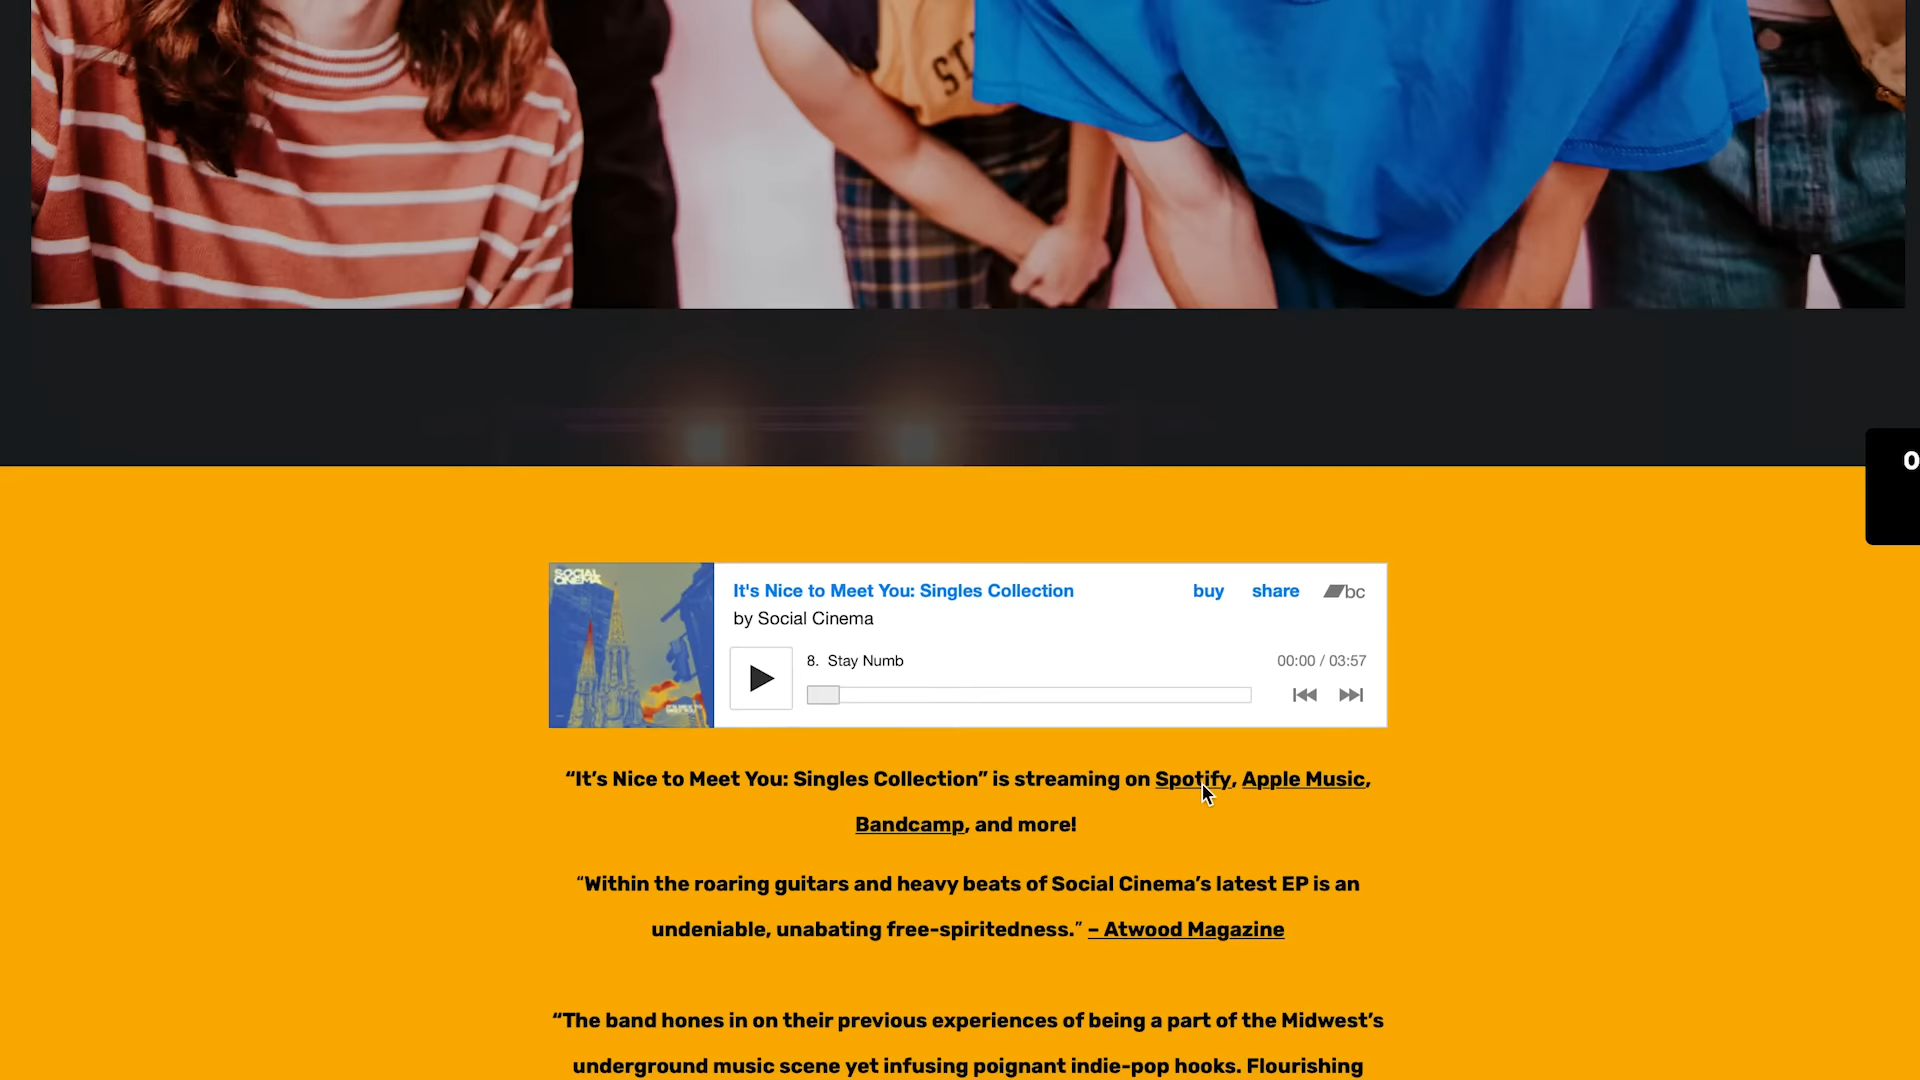 SOCIAL
CINEMA
It's Nice to Meet You: Singles Collection
buy
share
bc
by Social Cinema
8. Stay Numb
00:00 / 03:57
“It’s Nice to Meet You: Singles Collection” is streaming on Spotify, Apple Music,
Bandcamp, and more!
“Within the roaring guitars and heavy beats of Social Cinema’s latest EP is an
undeniable, unabating free-spiritedness.” – Atwood Magazine
“The band hones in on their previous experiences of being a part of the Midwest’s
underground music scene yet infusing poignant indie-pop hooks. Flourishing